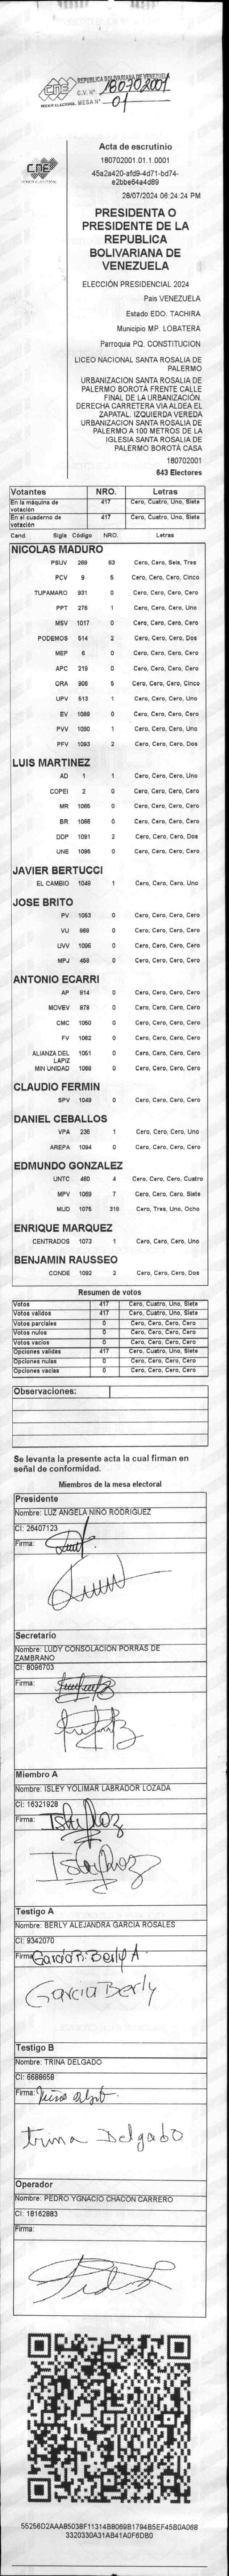 REPUBLICA BOLIVARIANA DE VENEZUELA
CNE
PODER ELECTORAL
C.V. Nº 180702001
MESA Nº 01
CNE
Acta de escrutinio
180702001.01.1.0001
45a2a420-afd9-4d71-bd74-
e2bbe64a4d89
28/07/2024 06:24:24 PM
PRESIDENTA O
PRESIDENTE DE LA
REPUBLICA
BOLIVARIANA DE
VENEZUELA
ELECCIÓN PRESIDENCIAL 2024
Pais VENEZUELA
Estado EDO. TACHIRA
Municipio MP. LOBATERA
Parroquia PQ. CONSTITUCION
LICEO NACIONAL SANTA ROSALIA DE
PALERMO
URBANIZACION SANTA ROSALIA DE
PALERMO BOROTÁ FRENTE CALLE
FINAL DE LA URBANIZACIÓN.
DERECHA CARRETERA VIA ALDEA EL
ZAPATAL. IZQUIERDA VEREDA
URBANIZACION SANTA ROSALIA DE
PALERMO A 100 METROS DE LA
IGLESIA SANTA ROSALIA DE
PALERMO BOROTÁ CASA
180702001
643 Electores
Votantes NRO. Letras
En la máquina de votación 417 Cero, Cuatro, Uno, Siete
En el cuaderno de votación 417 Cero, Cuatro, Uno, Siete
Cand. Sigla Código NRO. Letras
NICOLAS MADURO
PSUV 269 63 Cero, Cero, Seis, Tres
PCV 9 5 Cero, Cero, Cero, Cinco
TUPAMARO 931 0 Cero, Cero, Cero, Cero
PPT 276 1 Cero, Cero, Cero, Uno
MSV 1017 0 Cero, Cero, Cero, Cero
PODEMOS 514 2 Cero, Cero, Cero, Dos
MEP 6 0 Cero, Cero, Cero, Cero
APC 219 0 Cero, Cero, Cero, Cero
ORA 906 5 Cero, Cero, Cero, Cinco
UPV 513 1 Cero, Cero, Cero, Uno
EV 1089 0 Cero, Cero, Cero, Cero
PVV 1090 1 Cero, Cero, Cero, Uno
PFV 1093 2 Cero, Cero, Cero, Dos
LUIS MARTINEZ
AD 1 1 Cero, Cero, Cero, Uno
COPEI 2 0 Cero, Cero, Cero, Cero
MR 1065 0 Cero, Cero, Cero, Cero
BR 0 Cero, Cero, Cero, Cero
DDP 1091 2 Cero, Cero, Cero, Dos
UNE 0 Cero, Cero, Cero, Cero
JAVIER BERTUCCI
EL CAMBIO 1 Cero, Cero, Cero, Uno
JOSE BRITO
PV 1053 0 Cero, Cero, Cero, Cero
VU 868 0 Cero, Cero, Cero, Cero
UVV 0 Cero, Cero, Cero, Cero
MPJ 458 0 Cero, Cero, Cero, Cero
ANTONIO ECARRI
AP 814 0 Cero, Cero, Cero, Cero
MOVEV 878 0 Cero, Cero, Cero, Cero
CMC 1050 0 Cero, Cero, Cero, Cero
FV 1062 0 Cero, Cero, Cero, Cero
ALIANZA DEL LAPIZ 1051 0 Cero, Cero, Cero, Cero
MIN UNIDAD 0 Cero, Cero, Cero, Cero
CLAUDIO FERMIN
SPV 1049 0 Cero, Cero, Cero, Cero
DANIEL CEBALLOS
VPA 236 1 Cero, Cero, Cero, Uno
AREPA 1094 0 Cero, Cero, Cero, Cero
EDMUNDO GONZALEZ
UNTC 460 4 Cero, Cero, Cero, Cuatro
MPV 1069 7 Cero, Cero, Cero, Siete
MUD 1075 318 Cero, Tres, Uno, Ocho
ENRIQUE MARQUEZ
CENTRADOS 1073 1 Cero, Cero, Cero, Uno
BENJAMIN RAUSSEO
CONDE 1092 2 Cero, Cero, Cero, Dos
Resumen de votos
Votos 417 Cero, Cuatro, Uno, Siete
Votos validos 417 Cero, Cuatro, Uno, Siete
Votos parciales 0 Cero, Cero, Cero, Cero
Votos nulos 0 Cero, Cero, Cero, Cero
Votos vacios 0 Cero, Cero, Cero, Cero
Opciones validas 417 Cero, Cuatro, Uno, Siete
Opciones nulas 0 Cero, Cero, Cero, Cero
Opciones vacias 0 Cero, Cero, Cero, Cero
Observaciones:
Se levanta la presente acta la cual firman en
señal de conformidad.
Miembros de la mesa electoral
Presidente
Nombre: LUZ ANGELA NIÑO RODRIGUEZ
CI: 26407123
Firma:
Secretario
Nombre: LUDY CONSOLACION PORRAS DE
ZAMBRANO
CI: 8096703
Firma:
Miembro A
Nombre: ISLEY YOLIMAR LABRADOR LOZADA
CI: 16321928
Firma:
Testigo A
Nombre: BERLY ALEJANDRA GARCIA ROSALES
CI: 9342070
Firma: Garcia R. Berly A.
Garcia Berly
Testigo B
Nombre: TRINA DELGADO
CI: 6688658
Firma:
Trina Delgado
Operador
Nombre: PEDRO YGNACIO CHACON CARRERO
CI: 18162883
Firma:
55256D2AAAB5038F11314B8069B1794B5EF45B0A068
3320330A31AB41A0F6DB0